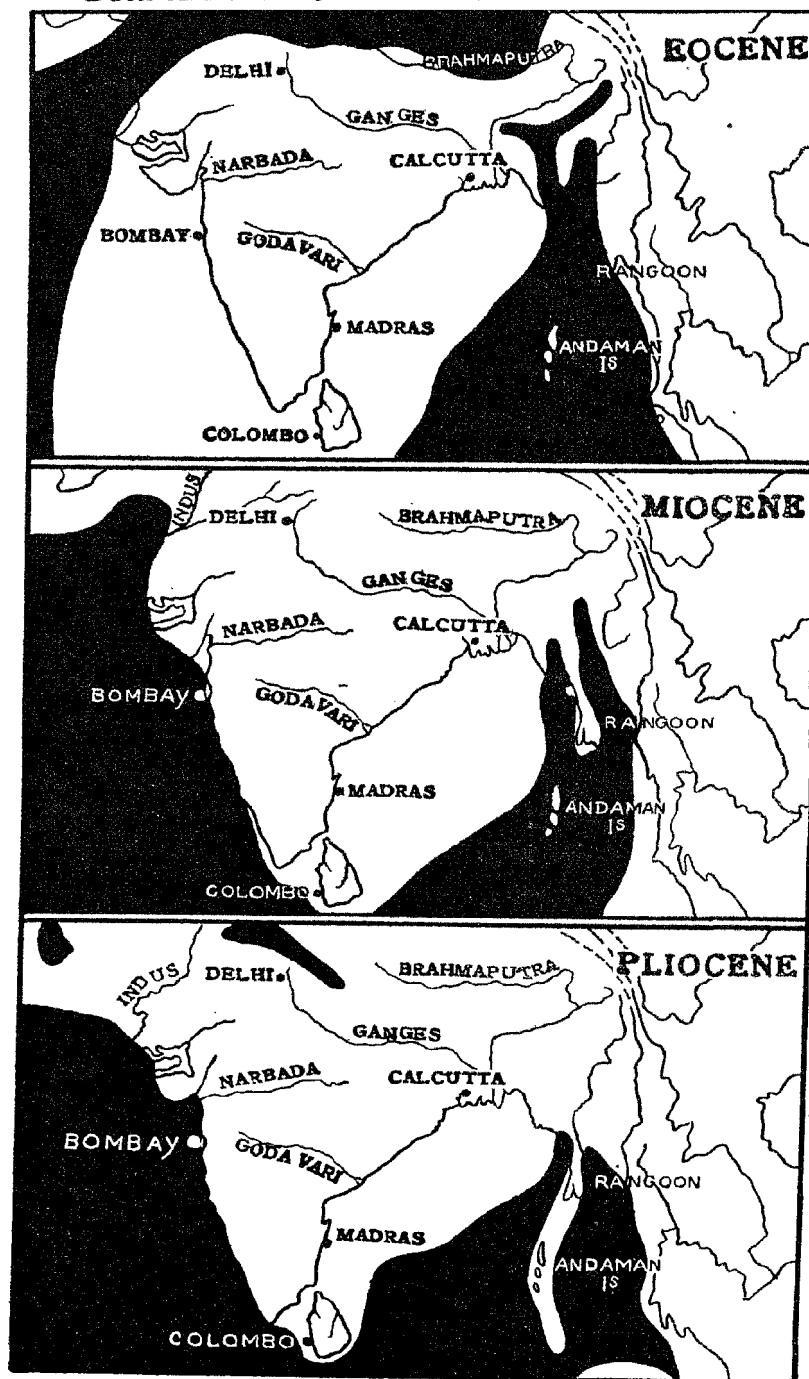 EOCENE
BRAHMAPUTRA
DELHI
GANGES
NARBADA
CALCUTTA
BOMBAY
GODAVARI
RANGOON
MADRAS
ANDAMAN
IS
COLOMBO
MIOCENE
INDUS
DELHI
BRAHMAPUTRA
GANGES
NARBADA
CALCUTTA
BOMBAY
GODAVARI
RANGOON
MADRAS
ANDAMAN
IS
COLOMBO
PLIOCENE
INDUS
DELHI
BRAHMAPUTRA
GANGES
NARBADA
CALCUTTA
BOMBAY
GODAVARI
RANGOON
MADRAS
ANDAMAN
IS
COLOMBO